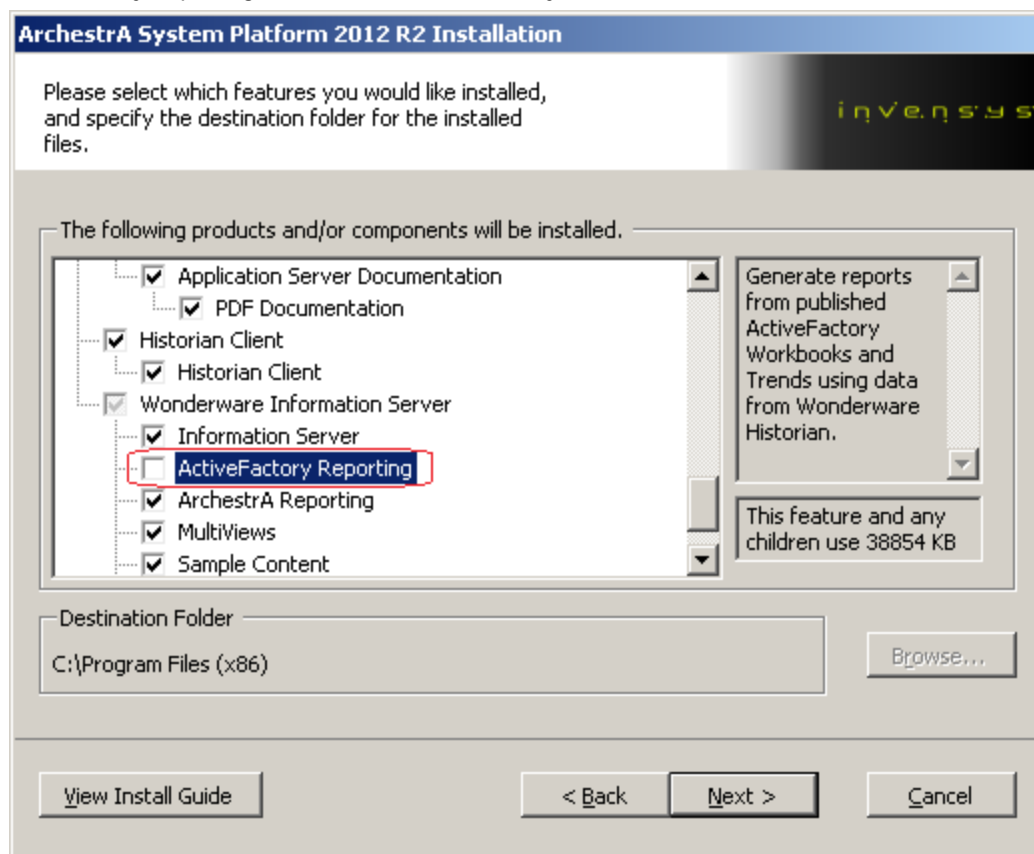 ArchestrA System Platform 2012 R2 Installation
Please select which features you would like installed,
and specify the destination folder for the installed
files.
invensys
The following products and/or components will be installed.
Application Server Documentation
PDF Documentation
Historian Client
Historian Client
Wonderware Information Server
Information Server
ActiveFactory Reporting
ArchestrA Reporting
MultiViews
Sample Content
Generate reports
from published
ActiveFactory
Workbooks and
Trends using data
from Wonderware
Historian.
This feature and any
children use 38854 KB
Destination Folder
C:\Program Files (x86)
Browse...
View Install Guide
< Back
Next >
Cancel